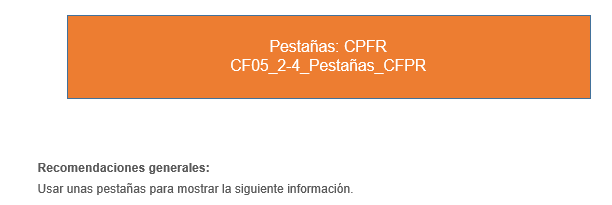 Pestañas: CPFR
CF05_2-4_Pestañas_CFPR
Recomendaciones generales:
Usar unas pestañas para mostrar la siguiente información.